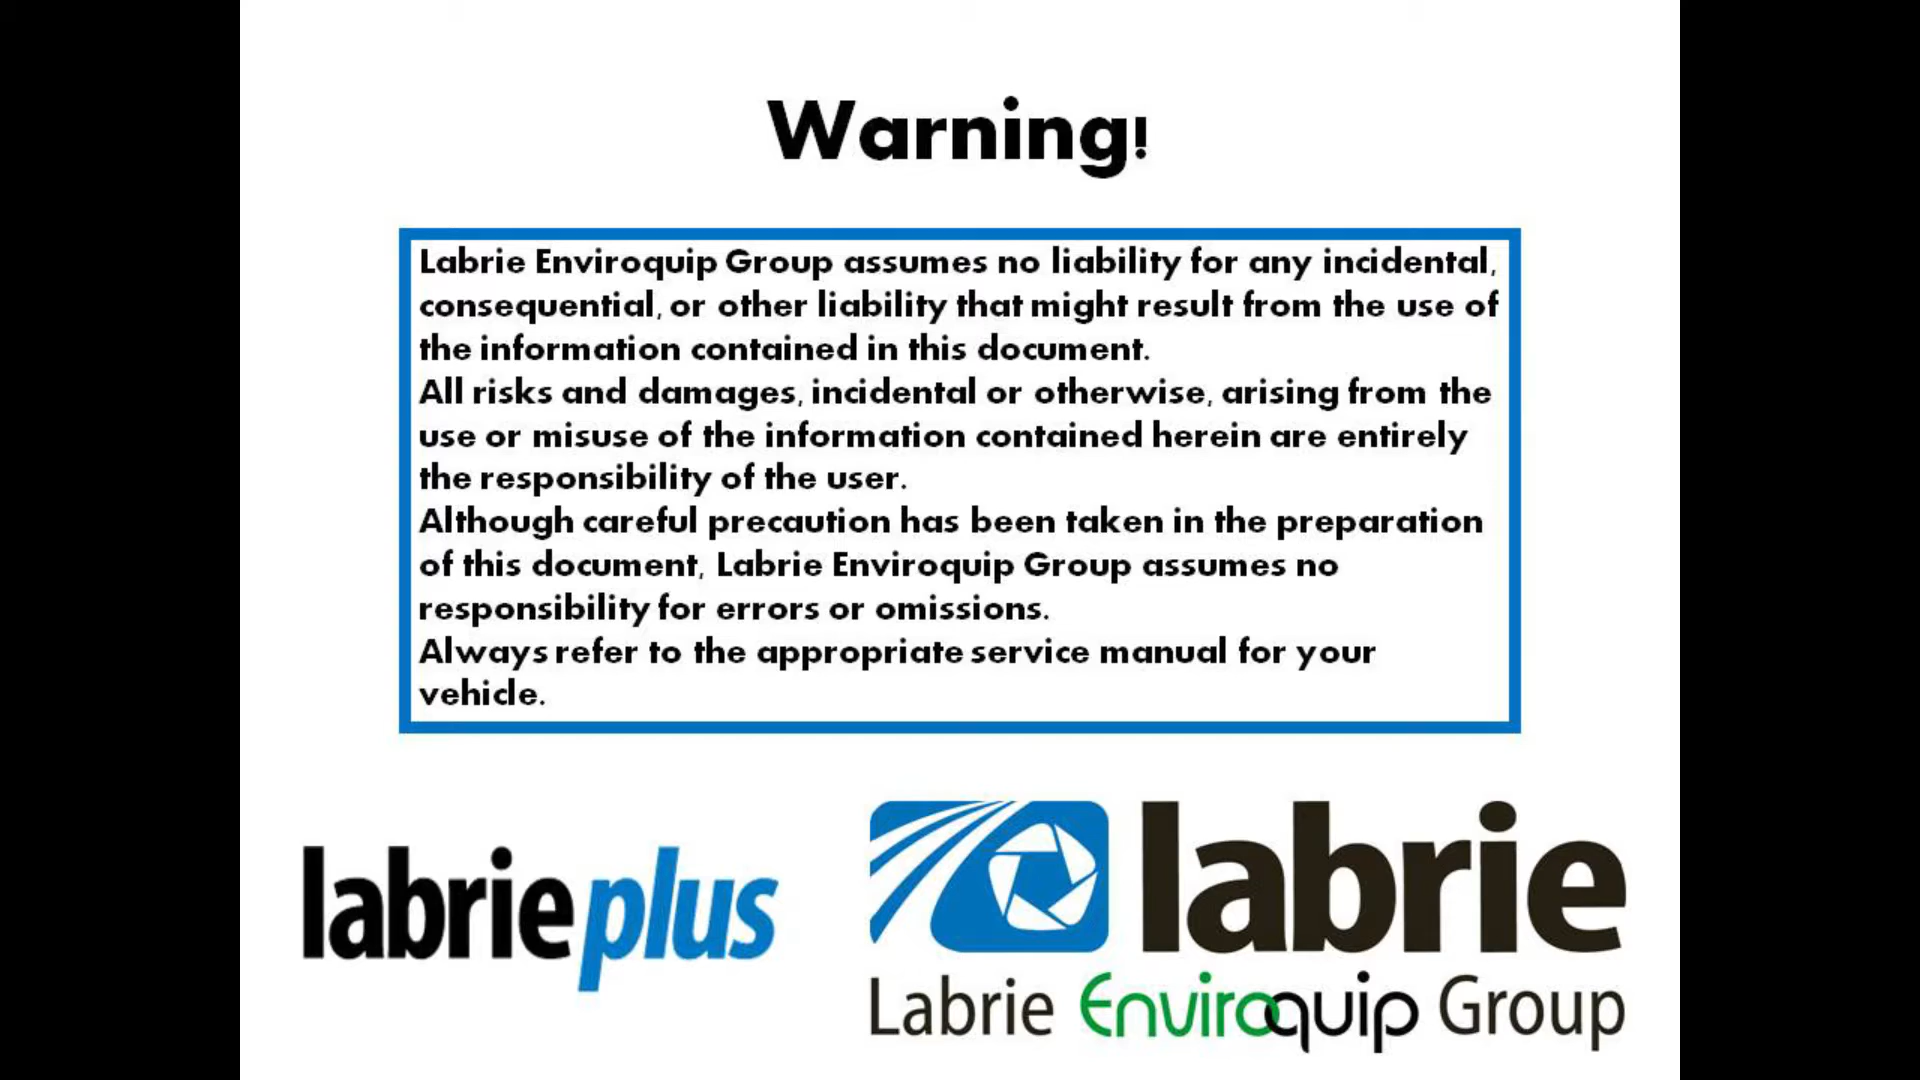 Warning!
Labrie Enviroquip Group assumes no liability for any incidental,
consequential, or other liability that might result from the use of
the information contained in this document.
All risks and damages, incidental or otherwise, arising from the
use or misuse of the information contained herein are entirely
the responsibility of the user.
Although careful precaution has been taken in the preparation
of this document, Labrie Enviroquip Group assumes no
responsibility for errors or omissions.
Always refer to the appropriate service manual for your
vehicle.
labrieplus
labrie
Labrie Enviroquip Group